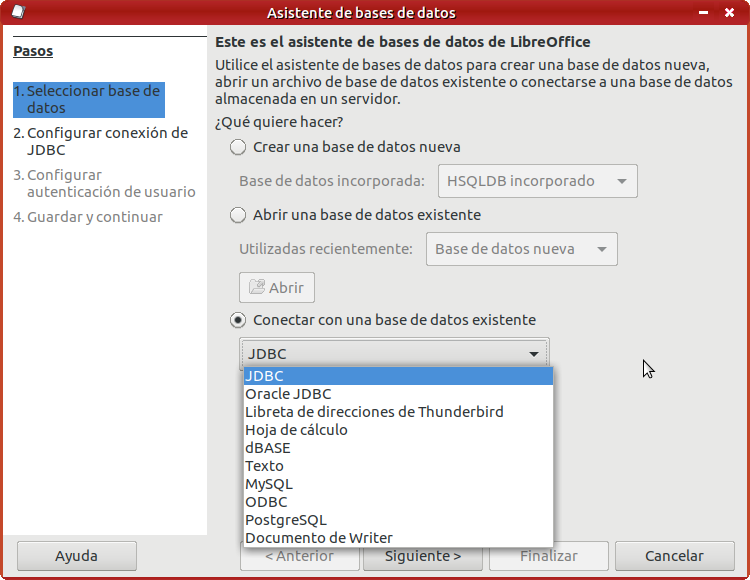 Asistente de bases de datos
Pasos
1. Seleccionar base de
datos
2. Configurar conexión de
JDBC
3. Configurar
autenticación de usuario
4. Guardar y continuar
Este es el asistente de bases de datos de LibreOffice
Utilice el asistente de bases de datos para crear una base de datos nueva,
abrir un archivo de base de datos existente o conectarse a una base de datos
almacenada en un servidor.
¿Qué quiere hacer?
Crear una base de datos nueva
Base de datos incorporada: HSQLDB incorporado
Abrir una base de datos existente
Utilizadas recientemente: Base de datos nueva
Abrir
Conectar con una base de datos existente
JDBC
JDBC
Oracle JDBC
Libreta de direcciones de Thunderbird
Hoja de cálculo
dBASE
Texto
MySQL
ODBC
PostgreSQL
Documento de Writer
Ayuda < Anterior Siguiente > Finalizar Cancelar